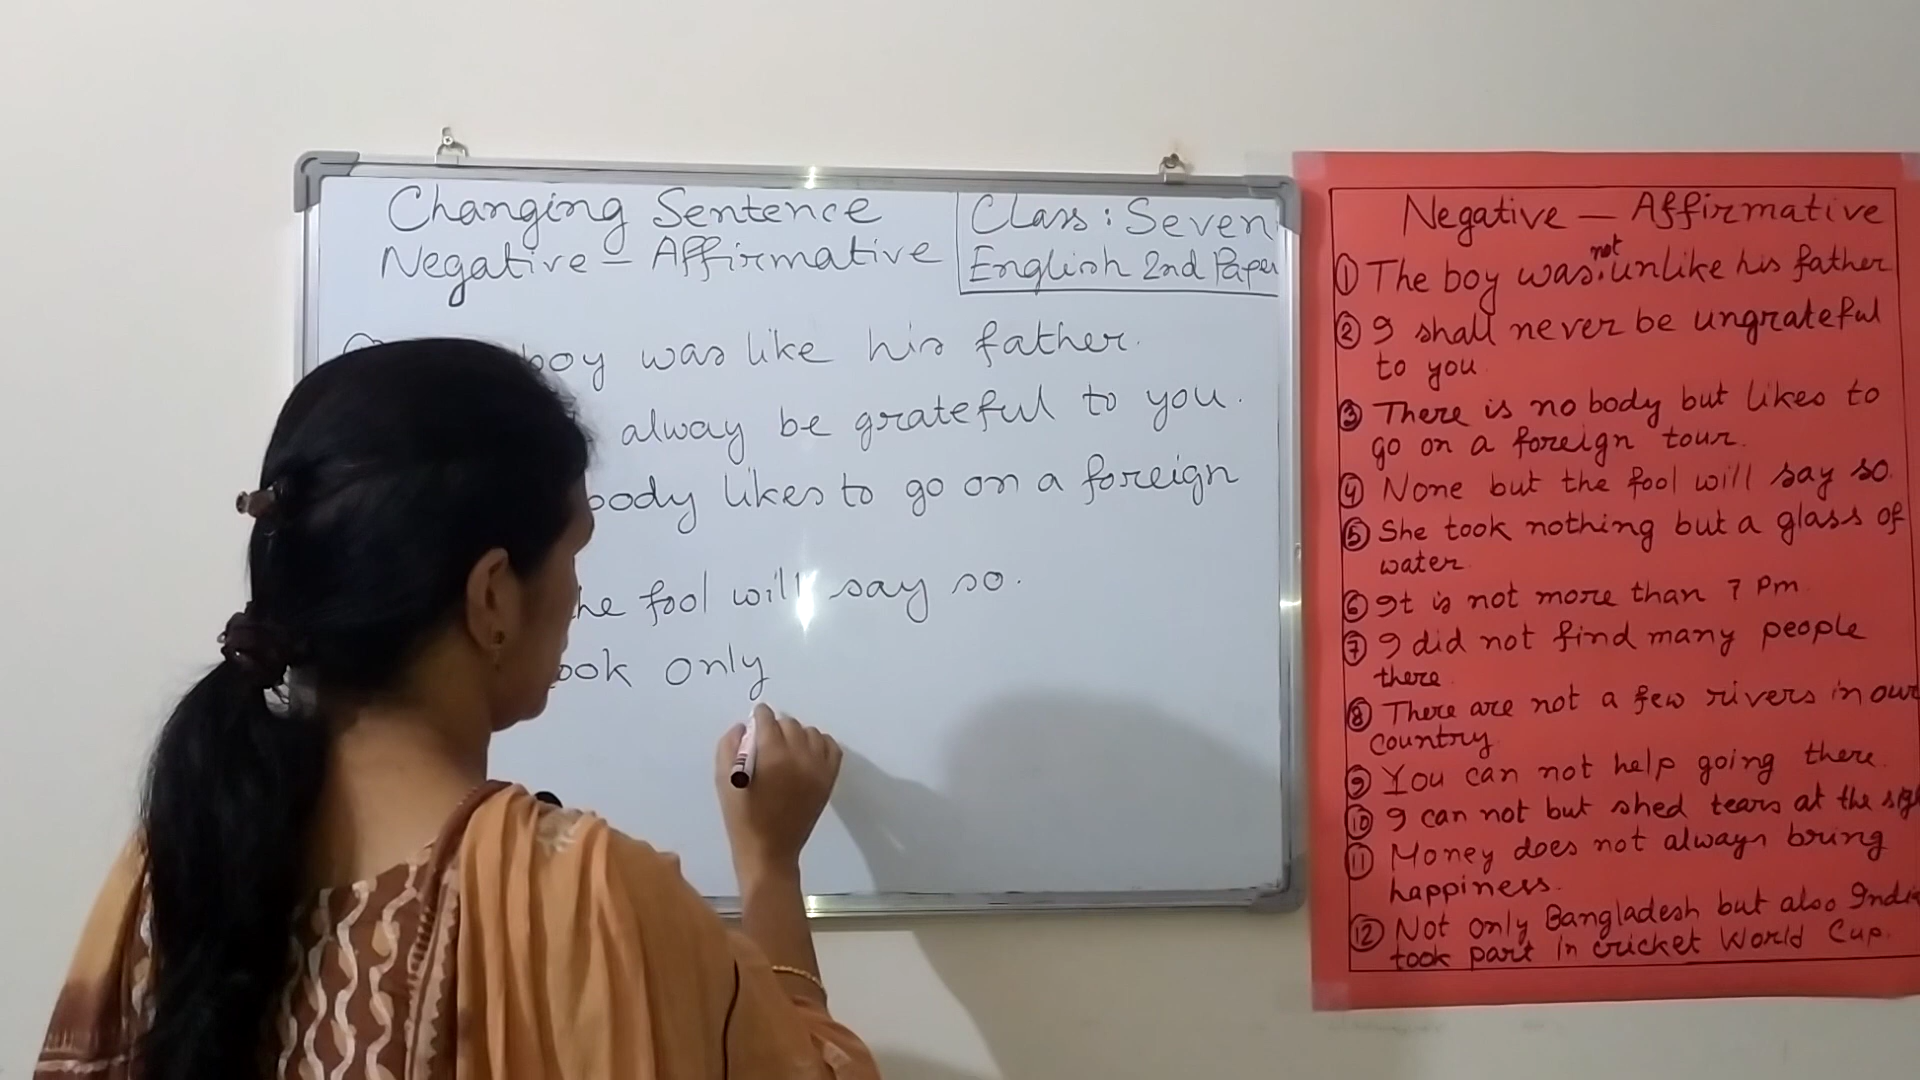 Changing Sentence
Negative – Affirmative
Class : Seven
English 2nd Paper
boy was like his father.
alway be grateful to you.
body likes to go on a foreign
the fool will say so.
ook only
Negative — Affirmative
① The boy was not unlike his father
② I shall never be ungrateful
to you
③ There is no body but likes to
go on a foreign tour.
④ None but the fool will say so.
⑤ She took nothing but a glass of
water.
⑥ It is not more than 7 Pm.
⑦ I did not find many people
there.
⑧ There are not a few rivers in our
country
⑨ You can not help going there.
⑩ I can not but shed tears at the
⑪ Money does not always bring
happiness.
⑫ Not only Bangladesh but also India
took part in cricket World Cup.